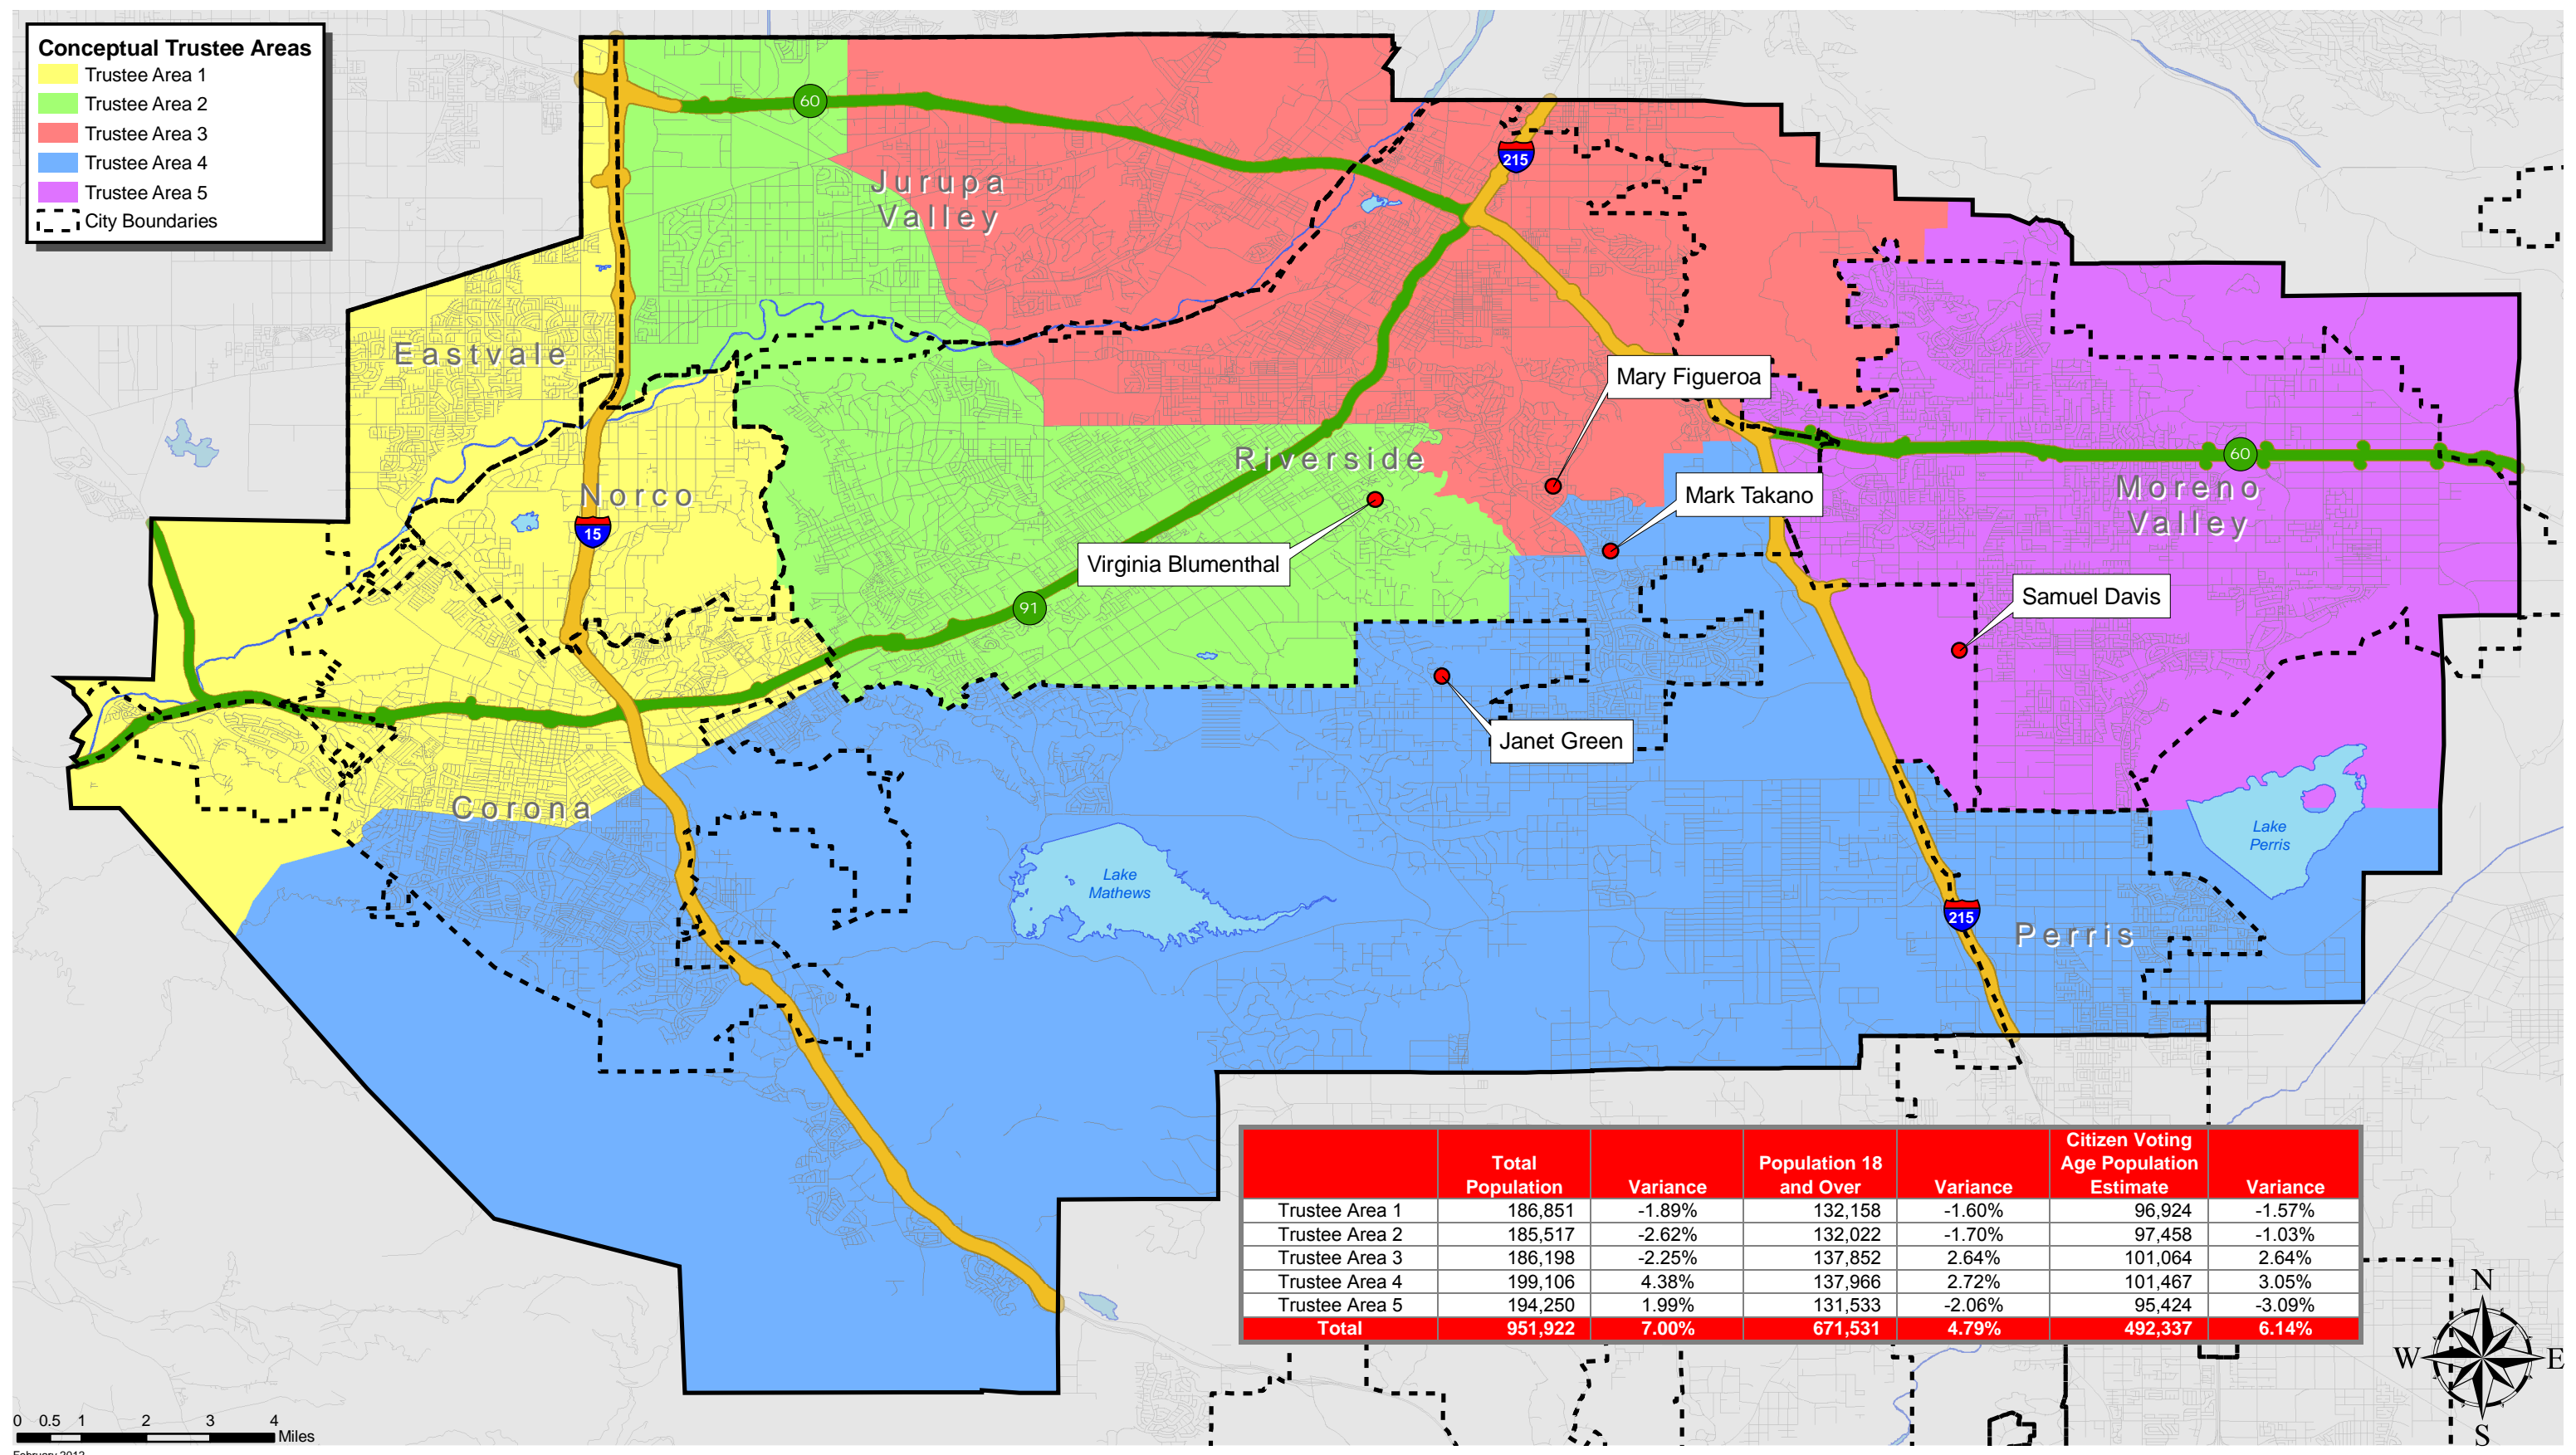 Conceptual Trustee Areas
Trustee Area 1
Trustee Area 2
Trustee Area 3
Trustee Area 4
Trustee Area 5
City Boundaries
60
215
Jurupa
Valley
Eastvale
Mary Figueroa
Riverside
60
Norco
Mark Takano
Moreno
Valley
15
Virginia Blumenthal
91
Samuel Davis
Janet Green
Corona
Lake
Perris
Lake
Mathews
215
Perris
Total Population Variance Population 18 and Over Variance Citizen Voting Age Population Estimate Variance
Trustee Area 1 186,851 -1.89% 132,158 -1.60% 96,924 -1.57%
Trustee Area 2 185,517 -2.62% 132,022 -1.70% 97,458 -1.03%
Trustee Area 3 186,198 -2.25% 137,852 2.64% 101,064 2.64%
Trustee Area 4 199,106 4.38% 137,966 2.72% 101,467 3.05%
Trustee Area 5 194,250 1.99% 131,533 -2.06% 95,424 -3.09%
Total 951,922 7.00% 671,531 4.79% 492,337 6.14%
N
W E
S
0 0.5 1 2 3 4
Miles